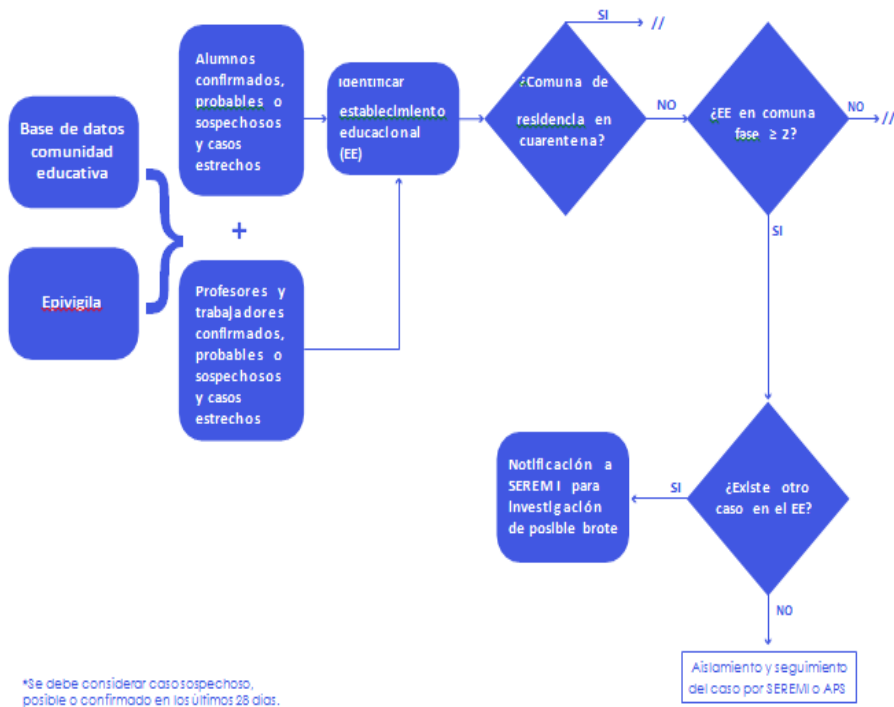 Base de datos
comunidad
educativa
Epivigila
Alumnos
confirmados,
probables o
sospechosos
y casos
estrechos
+
Profesores y
trabajadores
confirmados,
probables o
sospechosos
y casos
estrechos
Identificar
establecimiento
educacional
(EE)
¿Comuna de
residencia en
cuarentena?
SI
//
NO
¿EE en comuna
fase ≥ 2?
NO
//
SI
¿Existe otro
caso en el EE?
SI
Notificación a
SEREMI para
investigación
de posible brote
NO
Aislamiento y seguimiento
del caso por SEREMI o APS
*Se debe considerar caso sospechoso,
posible o confirmado en los últimos 28 dias.